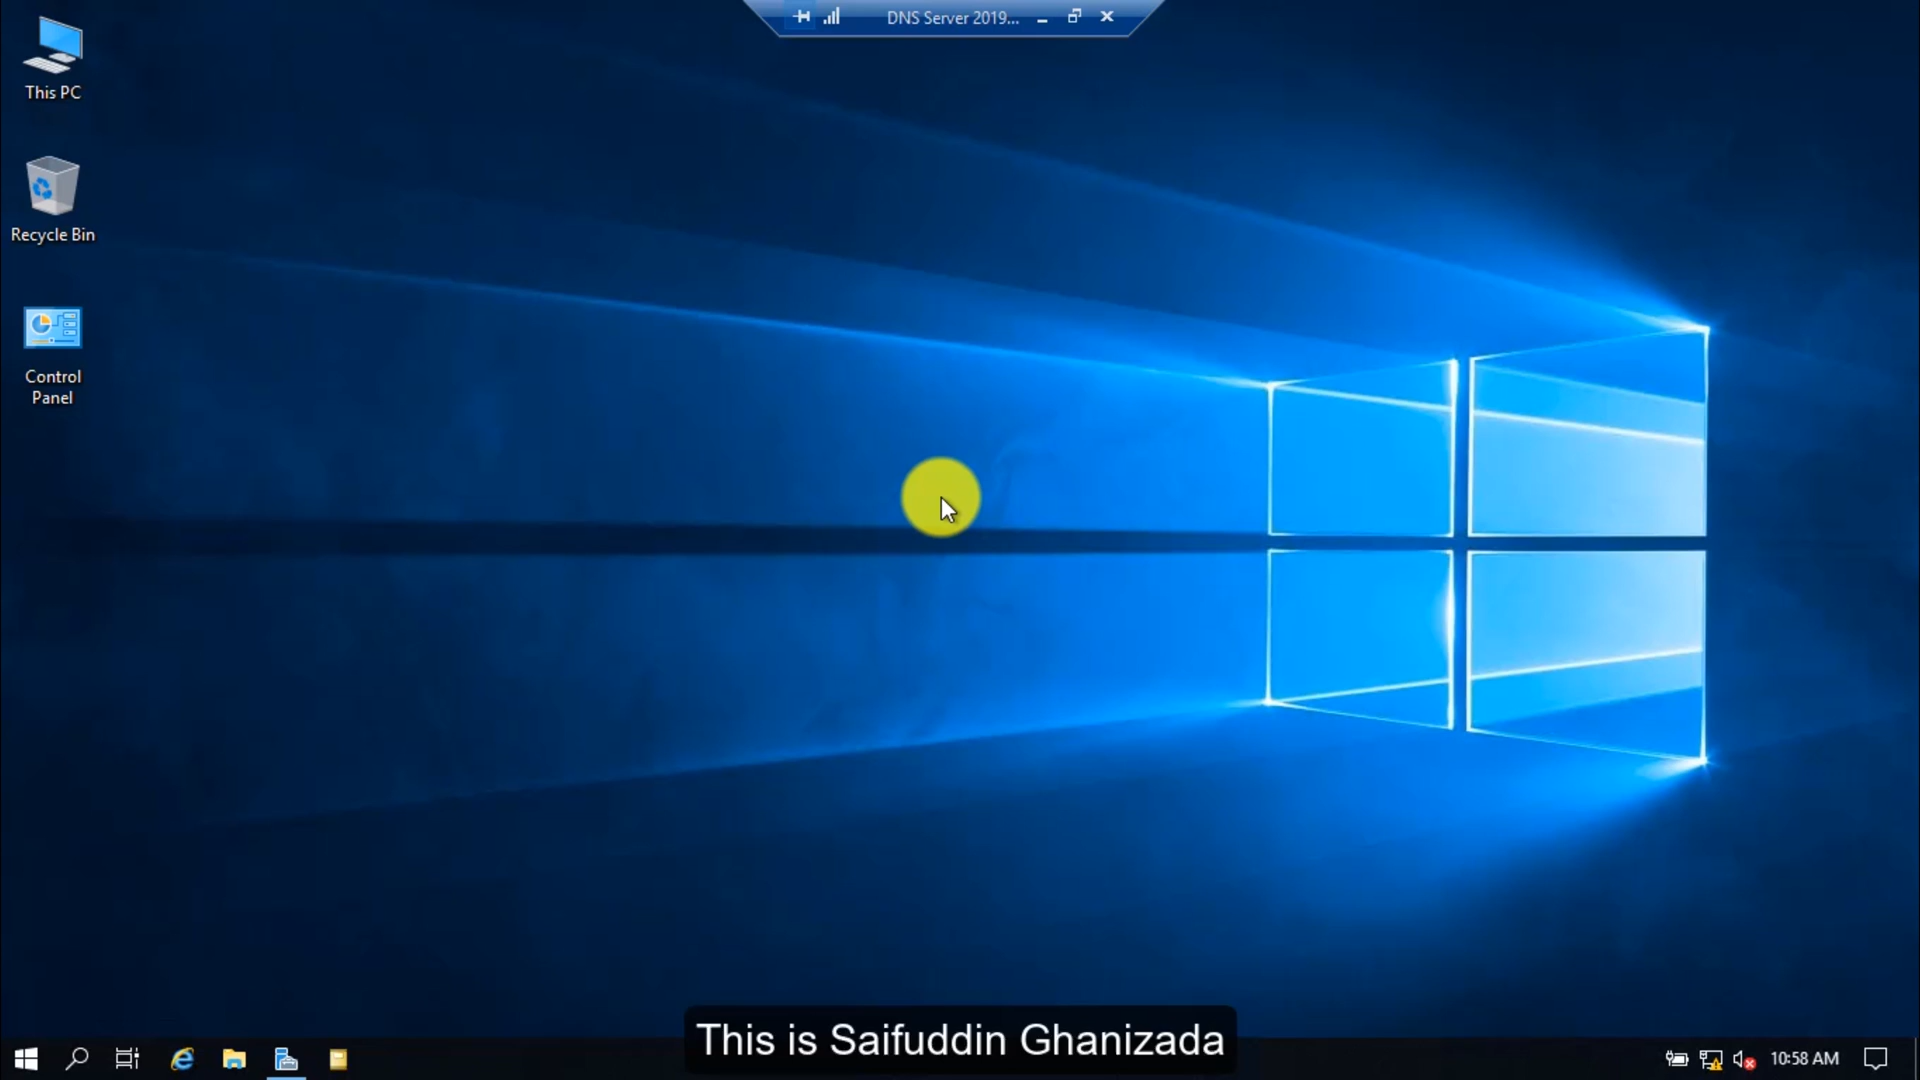 DNS Server 2019...
This PC
Recycle Bin
Control
Panel
This is Saifuddin Ghanizada
10:58 AM